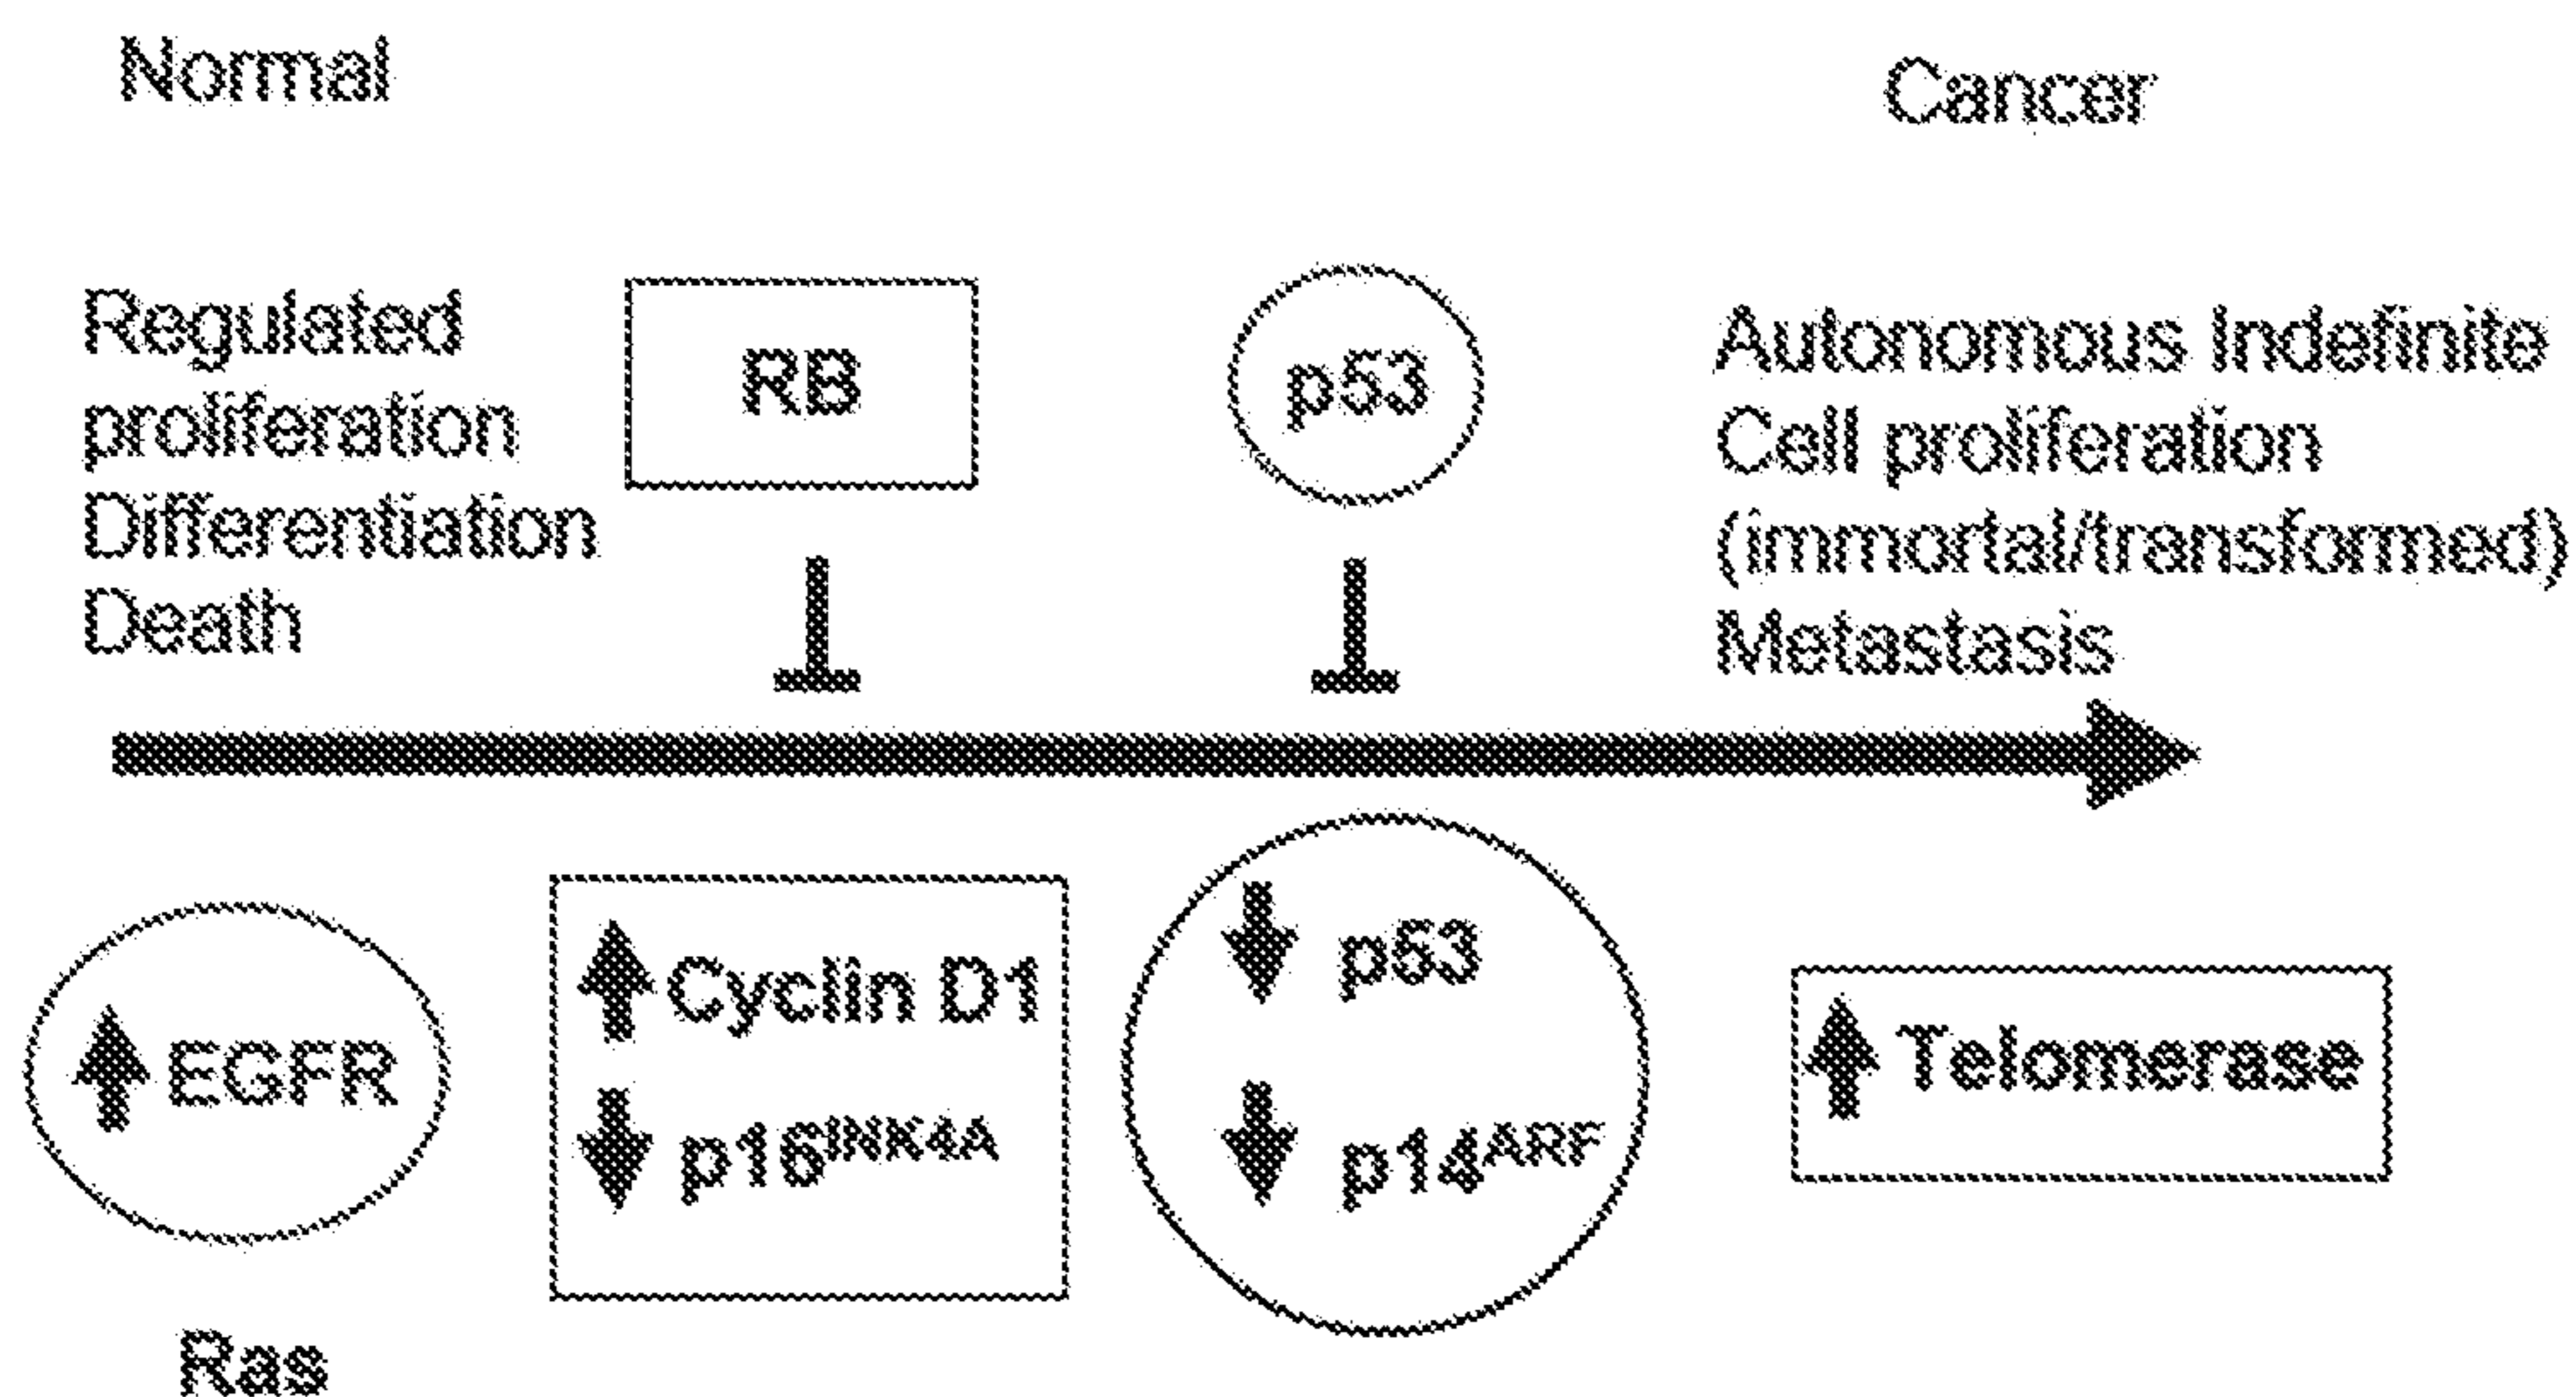 Normal
Cancer
Regulated
proliferation
Differentiation
Death
RB
p53
Autonomous Indefinite
Cell proliferation
(immortal/transformed)
Metastasis
EGFR
Ras
Cyclin D1
p16INK4A
p53
p14ARF
Telomerase